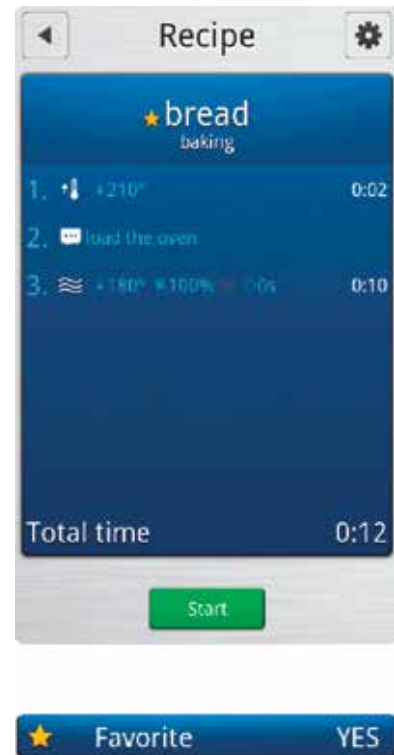 Recipe
bread
baking
1. +210° 0:02
2. load the oven
3. +180° 100% 0s 0:10
Total time 0:12
Start
Favorite YES